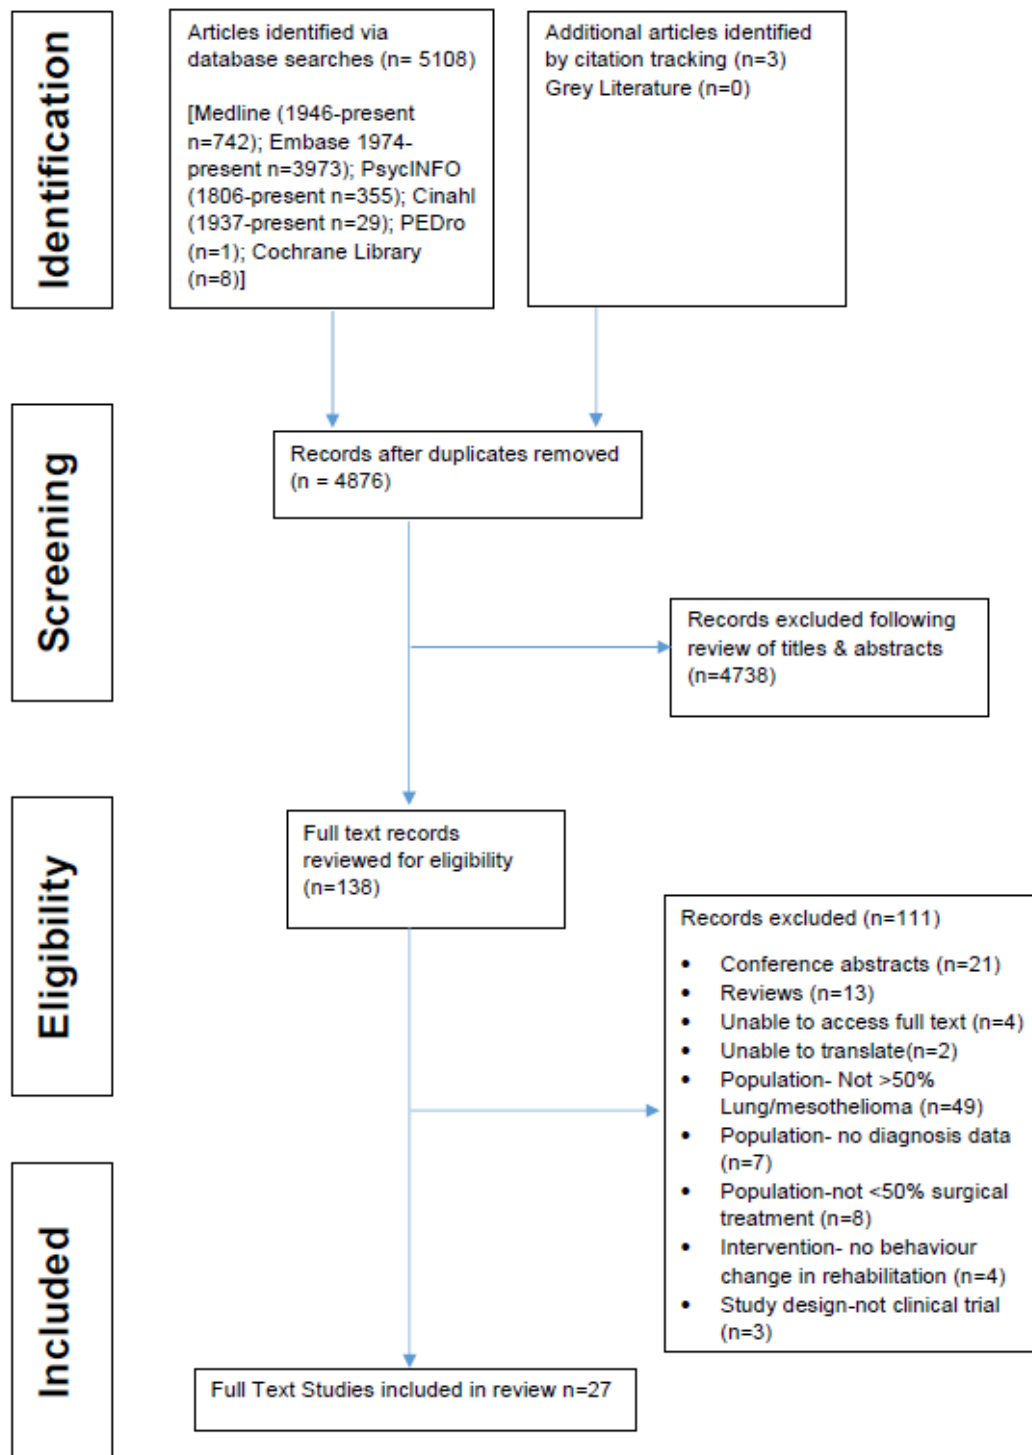 Identification
Articles identified via
database searches (n= 5108)
[Medline (1946-present
n=742); Embase 1974-
present n=3973); PsycINFO
(1806-present n=355); Cinahl
(1937-present n=29); PEDro
(n=1); Cochrane Library
(n=8)]
Additional articles identified
by citation tracking (n=3)
Grey Literature (n=0)
Screening
Records after duplicates removed
(n = 4876)
Records excluded following
review of titles & abstracts
(n=4738)
Eligibility
Full text records
reviewed for eligibility
(n=138)
Records excluded (n=111)
• Conference abstracts (n=21)
• Reviews (n=13)
• Unable to access full text (n=4)
• Unable to translate(n=2)
• Population- Not >50%
Lung/mesothelioma (n=49)
• Population- no diagnosis data
(n=7)
• Population-not <50% surgical
treatment (n=8)
• Intervention- no behaviour
change in rehabilitation (n=4)
• Study design-not clinical trial
(n=3)
Included
Full Text Studies included in review n=27